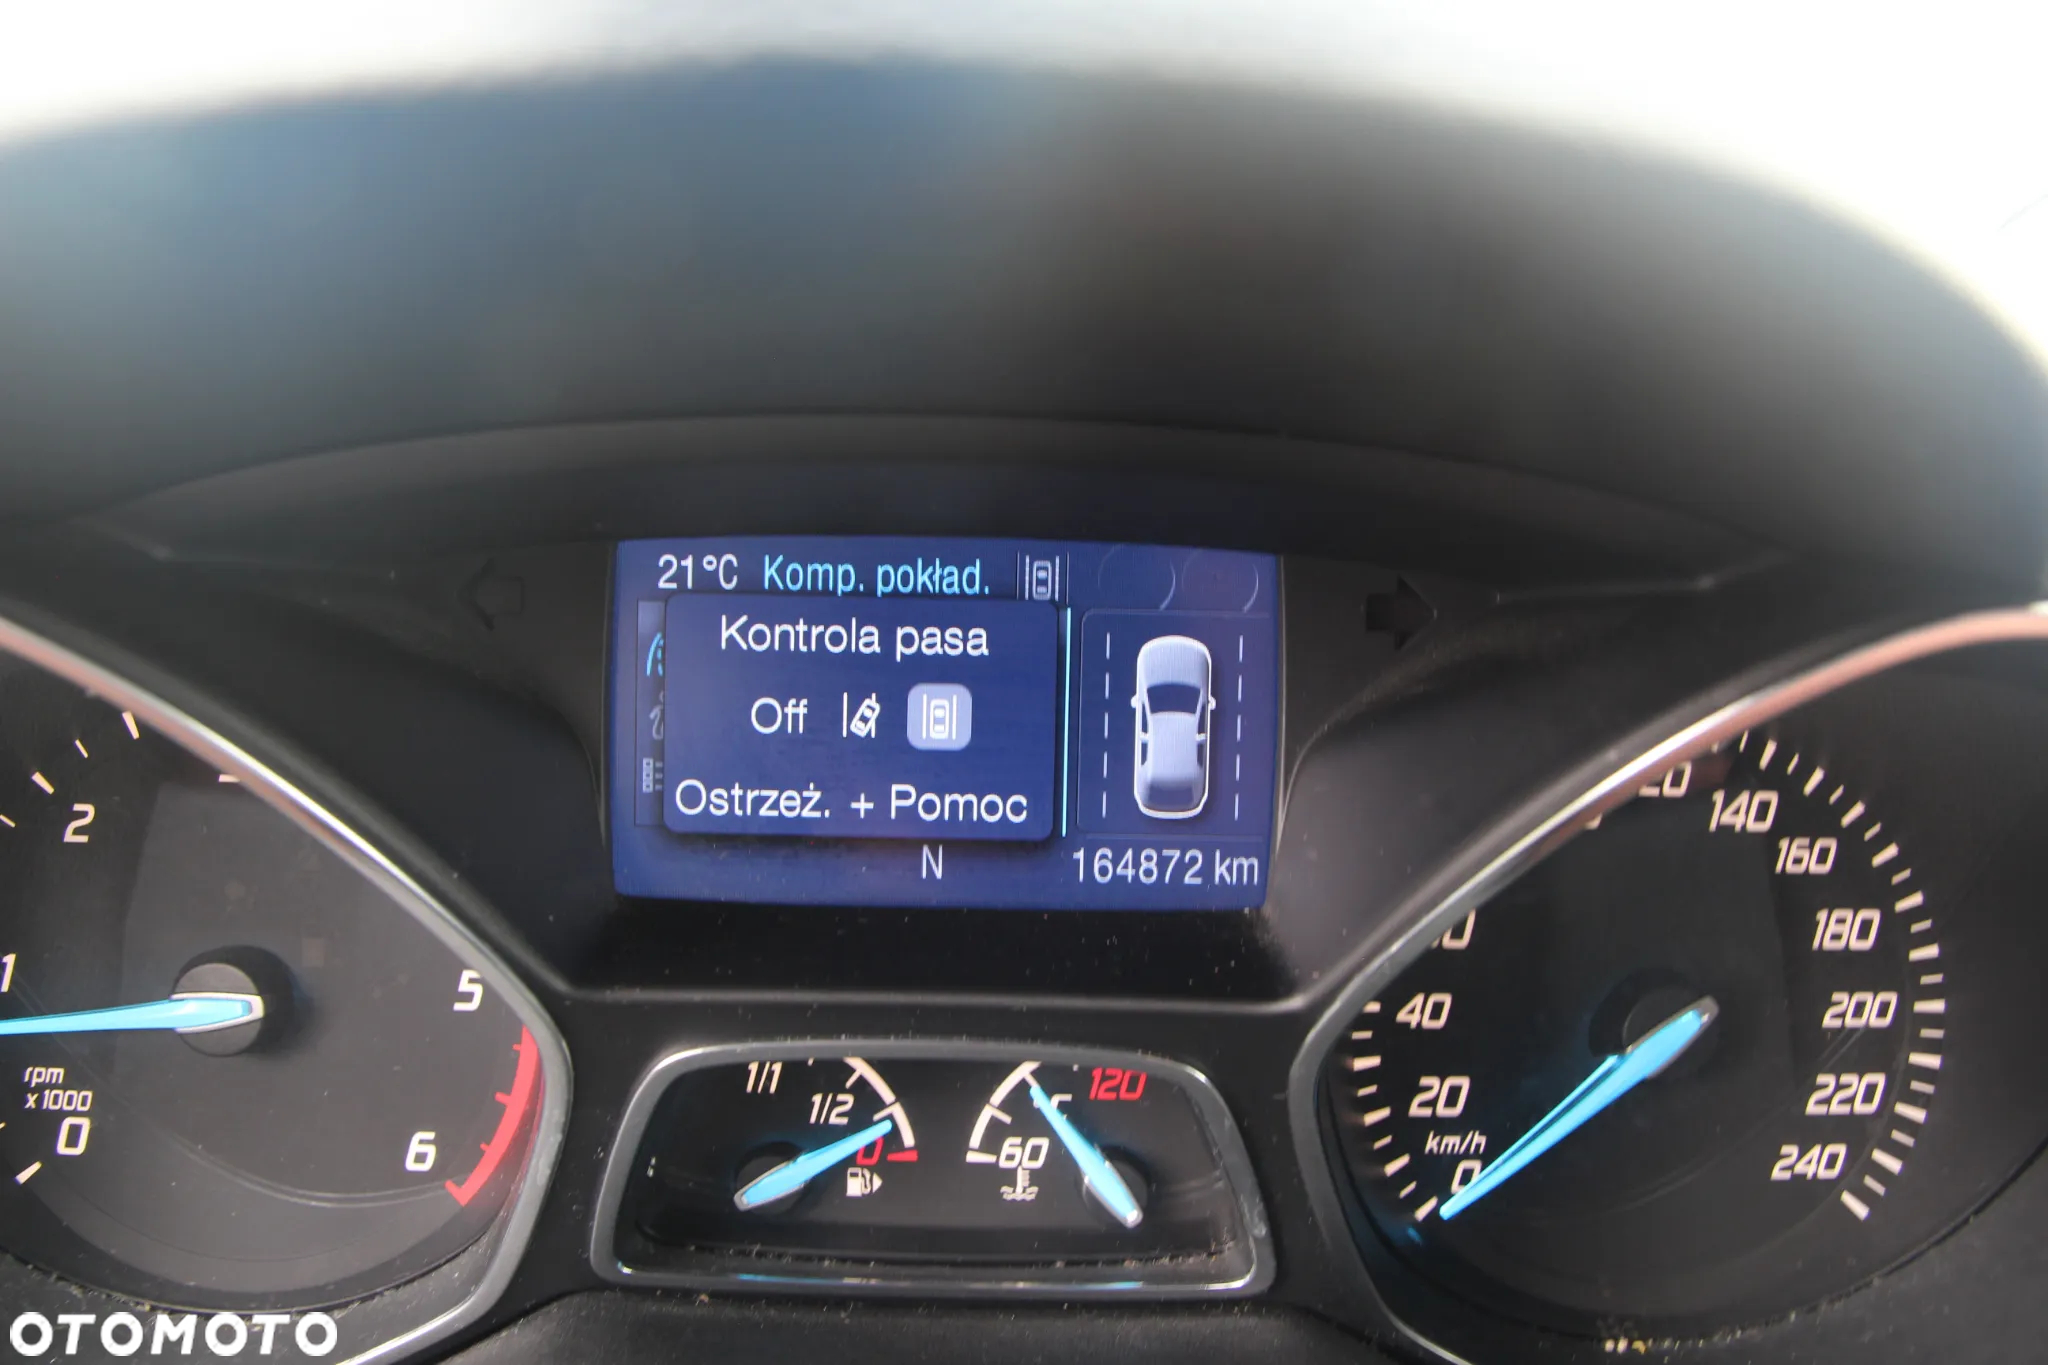 21°C Komp. pokład.
Kontrola pasa
Off
Ostrzeż. + Pomoc
N 164872 km
1
2
5
6
rpm
x 1000
0
1/1
1/2
0
60
120
20
40
140
160
180
200
220
240
km/h
0
OTOMOTO